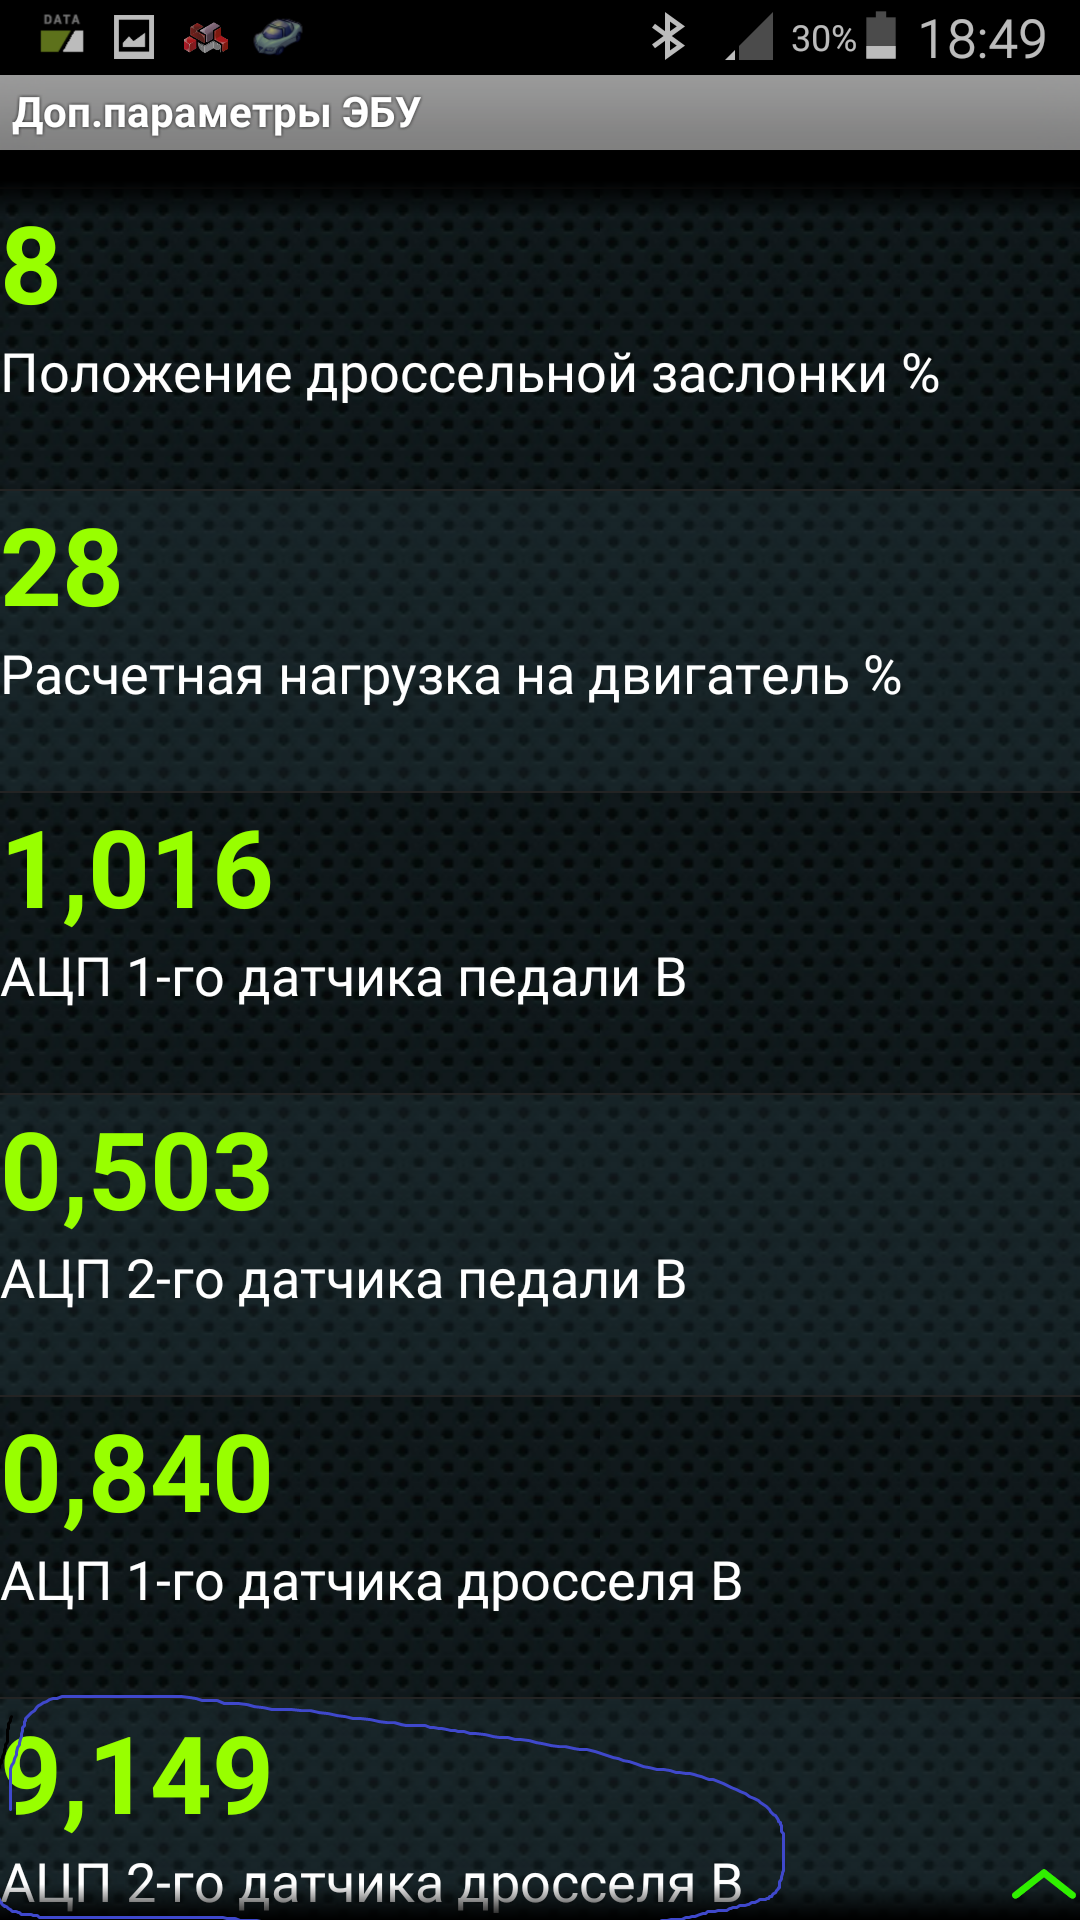 DATA
30%
18:49
Доп.параметры ЭБУ
8
Положение дроссельной заслонки %
28
Расчетная нагрузка на двигатель %
1,016
АЦП 1-го датчика педали В
0,503
АЦП 2-го датчика педали В
0,840
АЦП 1-го датчика дросселя В
9,149
АЦП 2-го датчика дросселя В